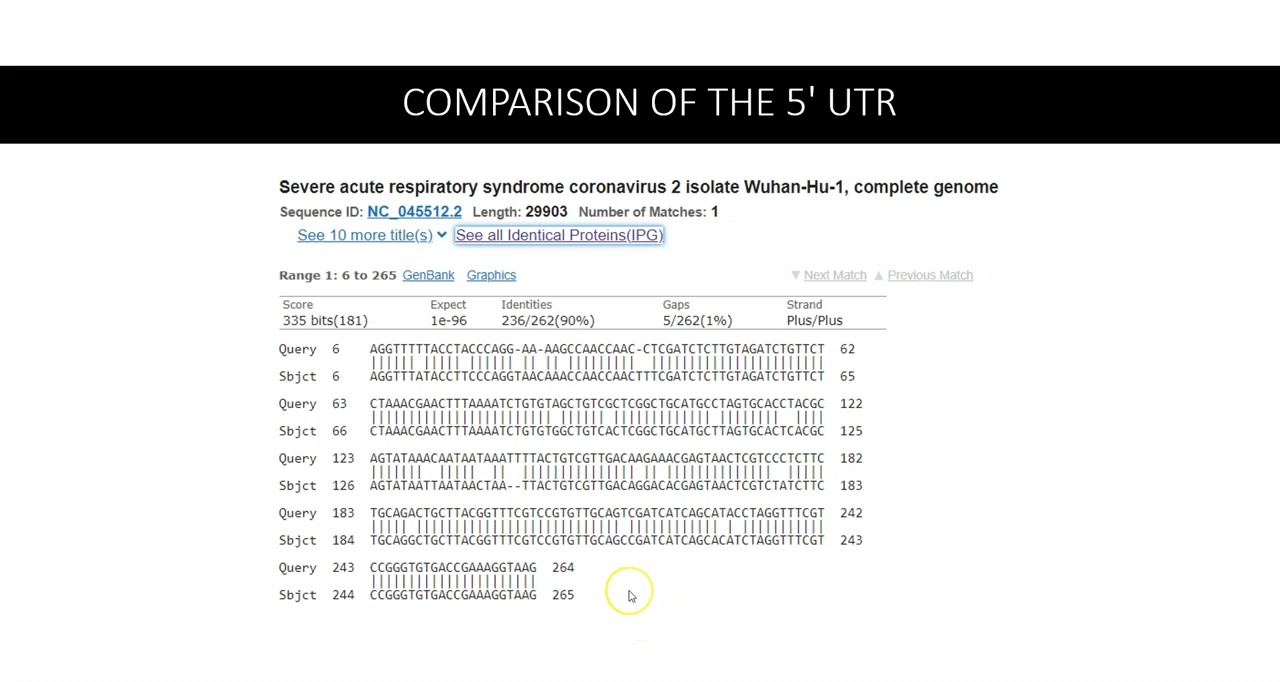 COMPARISON OF THE 5' UTR
Severe acute respiratory syndrome coronavirus 2 isolate Wuhan-Hu-1, complete genome
Sequence ID: NC_045512.2 Length: 29903 Number of Matches: 1
See 10 more title(s) See all Identical Proteins(IPG)
Range 1: 6 to 265 GenBank Graphics Next Match Previous Match
Score Expect Identities Gaps Strand
335 bits(181) 1e-96 236/262(90%) 5/262(1%) Plus/Plus
Query 6 AGGTTTTTACCTACCCAGG-AA-AAGCCAACCAAC-CTCGATCTCTTGTAGATCTGTTCT 62
Sbjct 6 AGGTTTATACCTTCCCAGGTAACAAACCAACCAACTTTCGATCTCTTGTAGATCTGTTCT 65
Query 63 CTAAACGAACTTTAAAATCTGTGTAGCTGTCGCTCGGCTGCATGCCTAGTGCACCTACGC 122
Sbjct 66 CTAAACGAACTTTAAAATCTGTGTGGCTGTCACTCGGCTGCATGCTTAGTGCACTCACGC 125
Query 123 AGTATAAACAATAATAAATTTTACTGTCGTTGACAAGAAACGAGTAACTCGTCCCTCTTC 182
Sbjct 126 AGTATAATTAATAACTAA--TTACTGTCGTTGACAGGACACGAGTAACTCGTCTATCTTC 183
Query 183 TGCAGACTGCTTACGGTTTCGTCCGTGTTGCAGTCGATCATCAGCATACCTAGGTTTCGT 242
Sbjct 184 TGCAGGCTGCTTACGGTTTCGTCCGTGTTGCAGCCGATCATCAGCACATCTAGGTTTCGT 243
Query 243 CCGGGTGTGACCGAAAGGTAAG 264
Sbjct 244 CCGGGTGTGACCGAAAGGTAAG 265